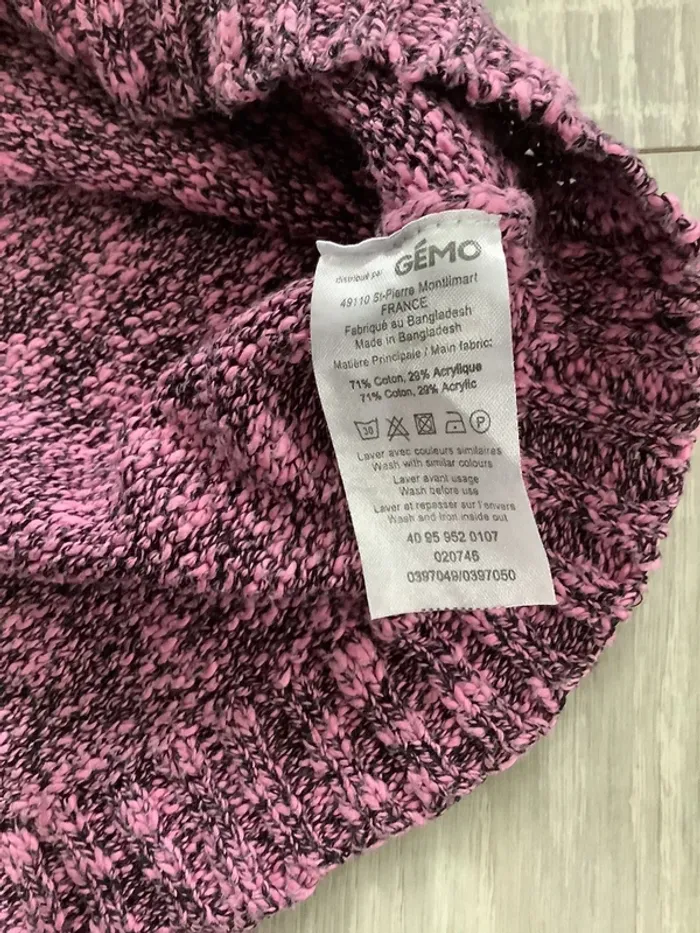 distribué par GÉMO
49110 St-Pierre Montlimart
FRANCE
Fabriqué au Bangladesh
Made in Bangladesh
Matière Principale / Main fabric:
71% Coton, 29% Acrylique
71% Coton, 29% Acrylic
30 P
Laver avec couleurs similaires
Wash with similar colours
Laver avant usage
Wash before use
Laver et repasser sur l'envers
Wash and Iron inside out
40 95 952 0107
020746
0397049/0397050